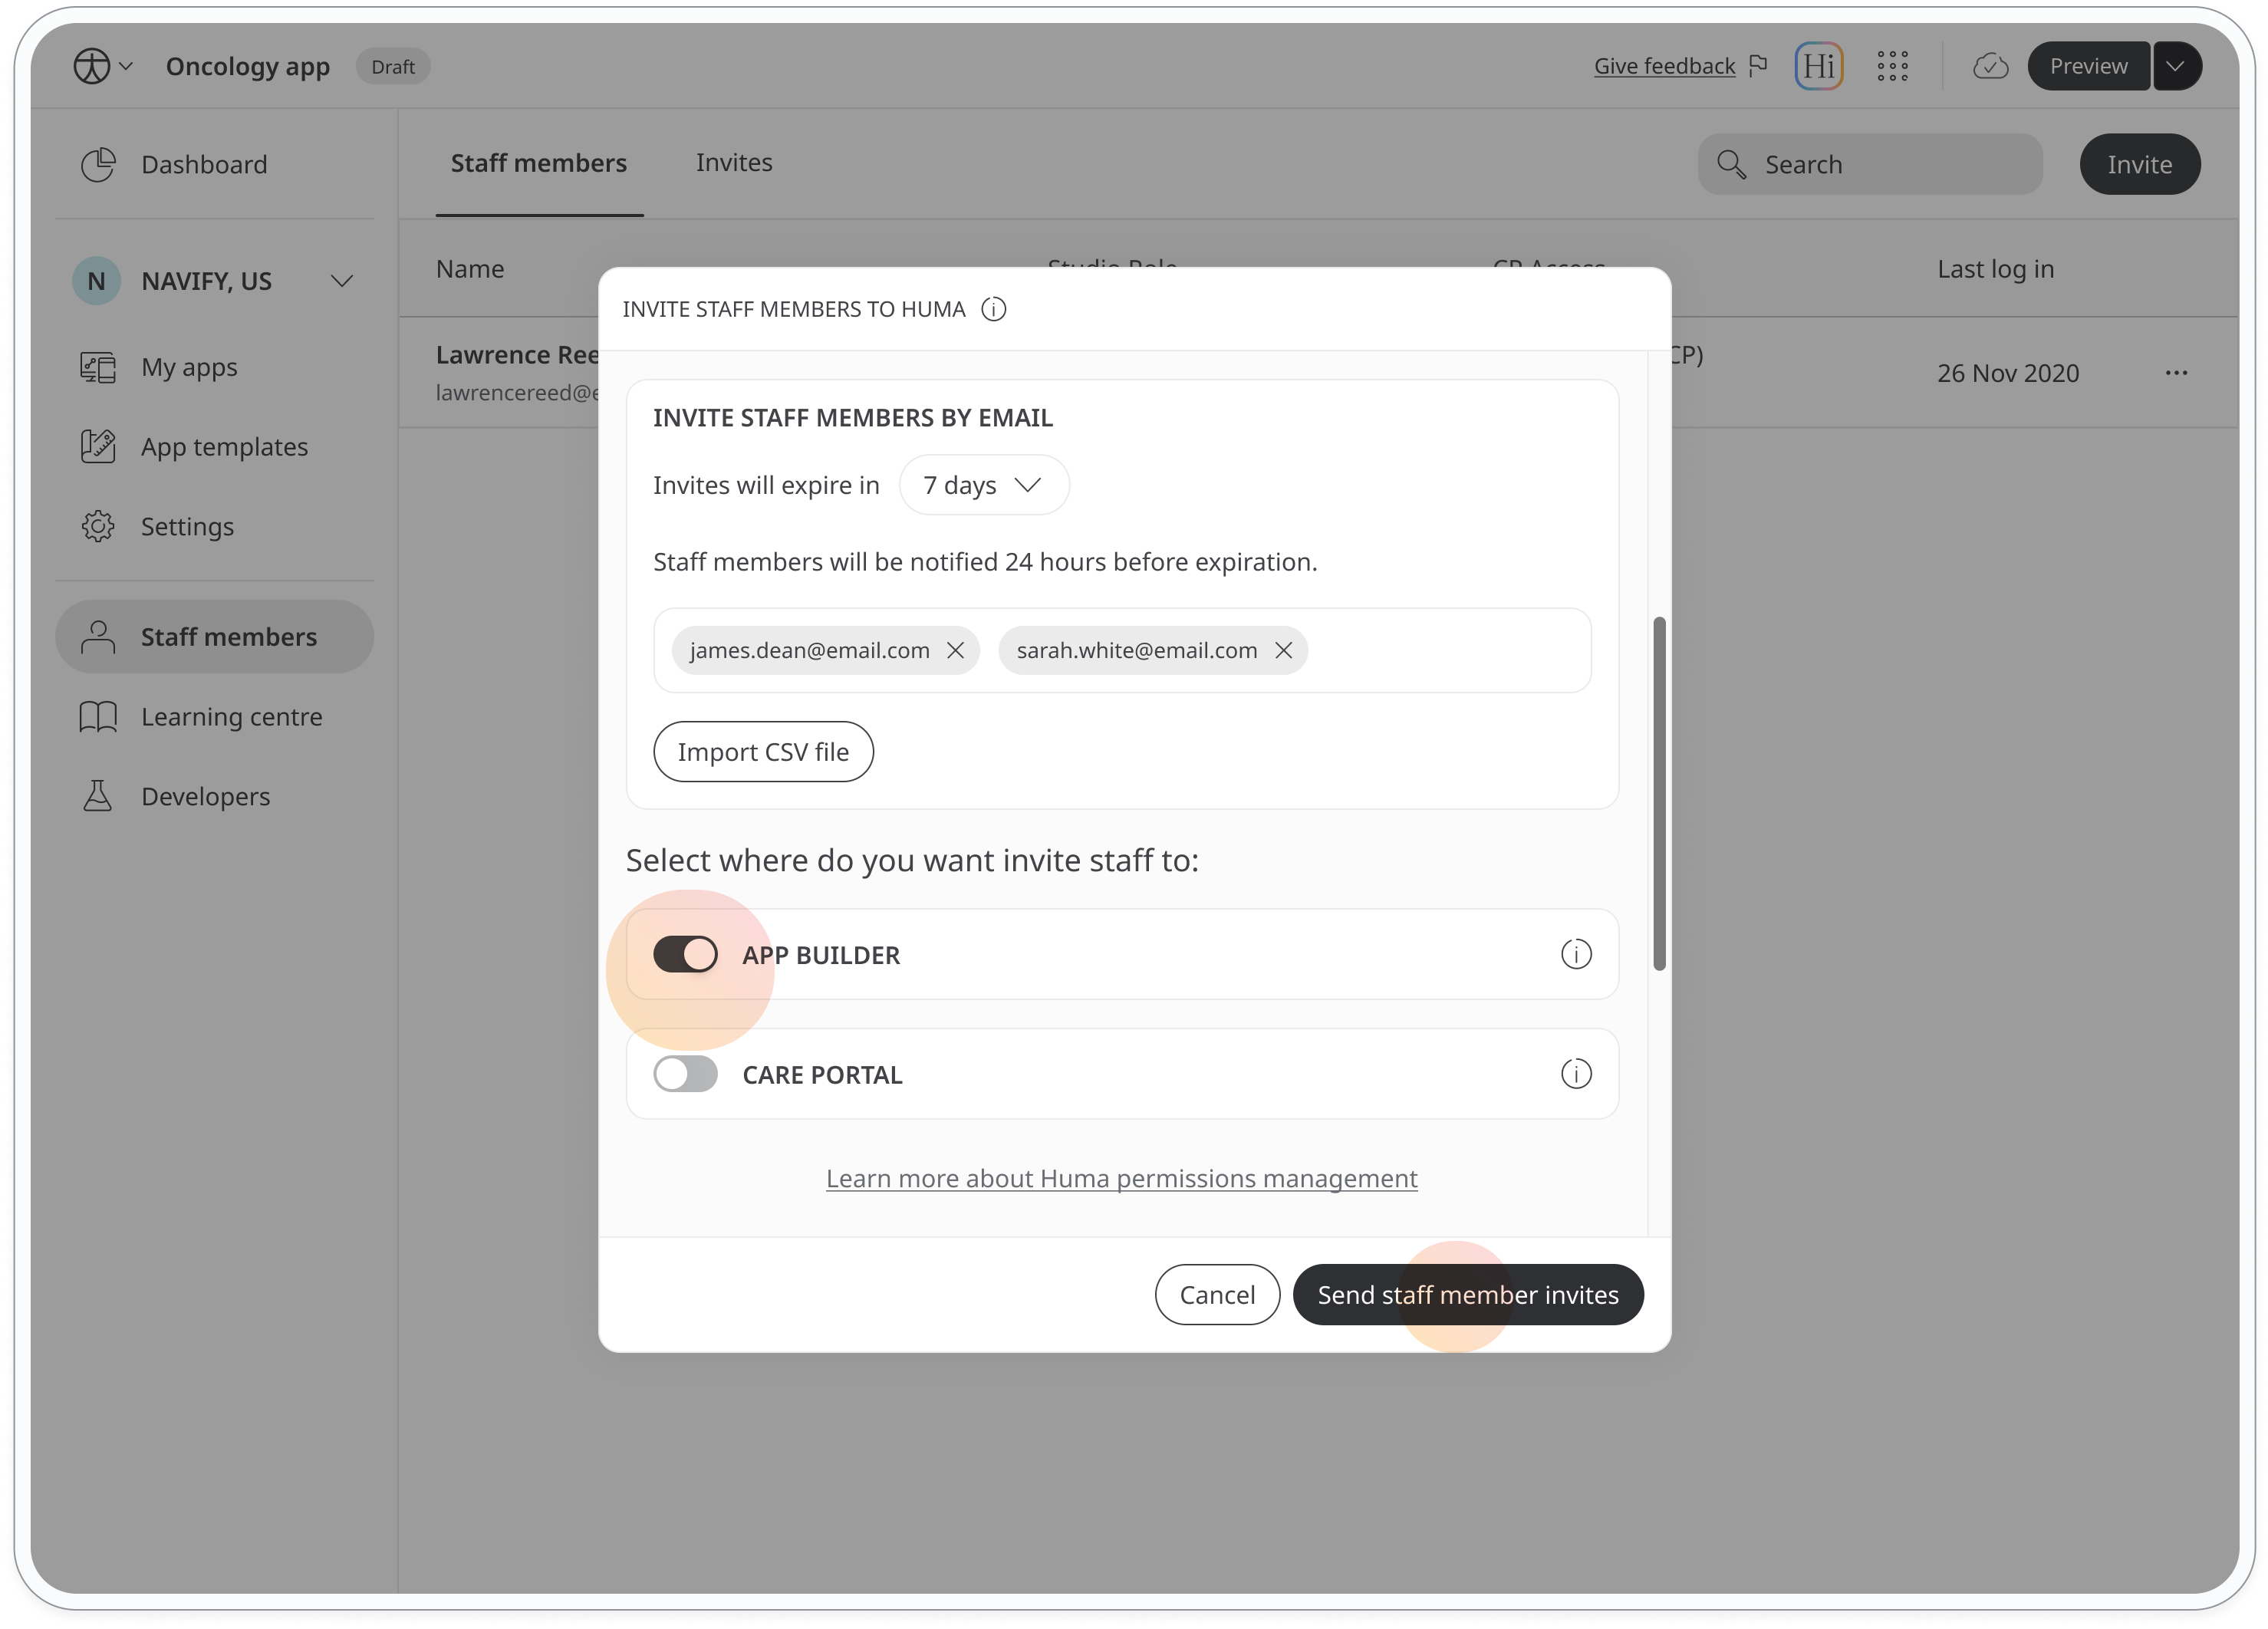 Oncology app
Draft
Give feedback
Hi
Preview
Dashboard
Staff members
Invites
Search
Invite
N
NAVIFY, US
Name
Last log in
INVITE STAFF MEMBERS TO HUMA
Lawrence Ree
CP)
lawrencereed@e
26 Nov 2020
My apps
App templates
Settings
Staff members
Learning centre
Developers
INVITE STAFF MEMBERS BY EMAIL
Invites will expire in
7 days
Staff members will be notified 24 hours before expiration.
james.dean@email.com
sarah.white@email.com
Import CSV file
Select where do you want invite staff to:
APP BUILDER
CARE PORTAL
Learn more about Huma permissions management
Cancel
Send staff member invites